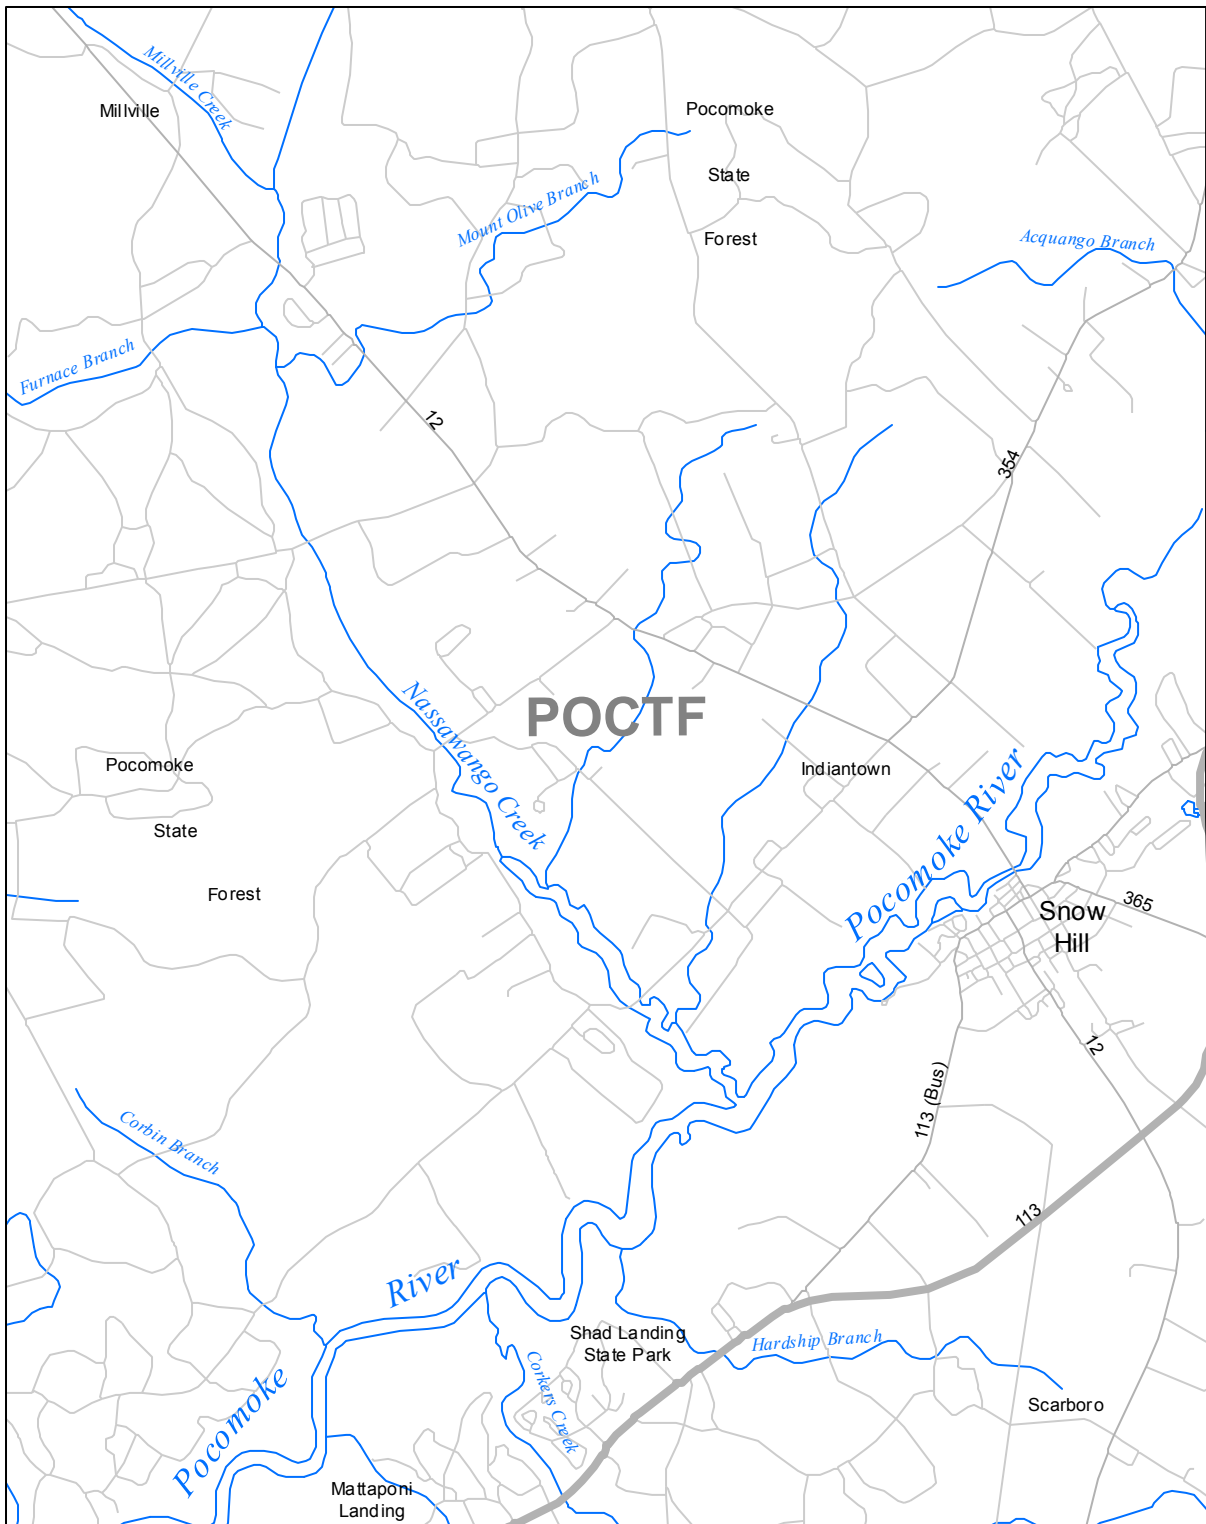 Millville Creek
Millville
Pocomoke
State
Forest
Mount Olive Branch
Acquango Branch
Furnace Branch
12
354
Nassawango Creek
POCTF
Pocomoke
State
Forest
Indiantown
Pocomoke River
365
Snow
Hill
12
113 (Bus)
Corbin Branch
113
River
Shad Landing
State Park
Hardship Branch
Corkers Creek
Scarboro
Pocomoke
Mattaponi
Landing